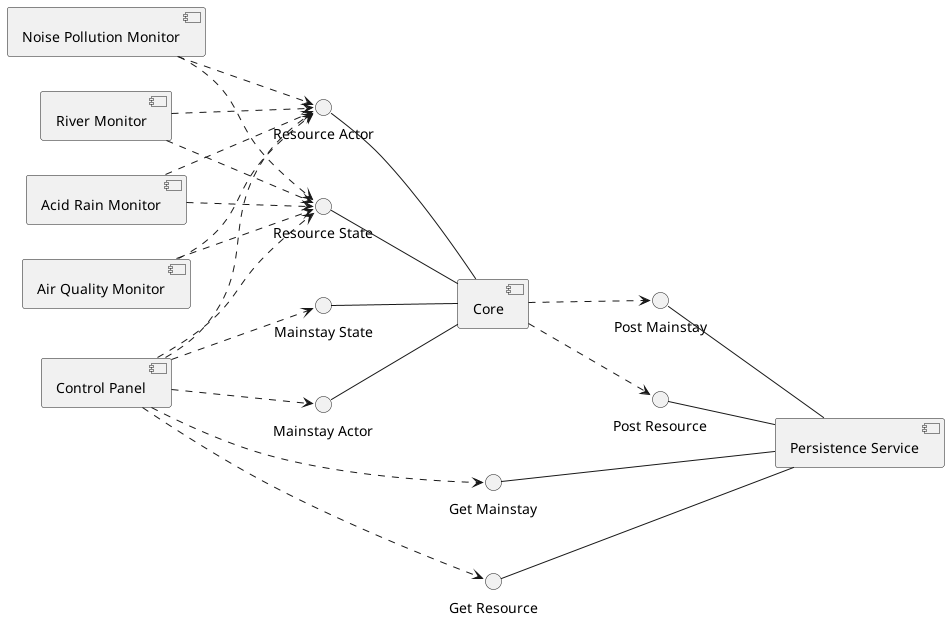 Noise Pollution Monitor
River Monitor
Resource Actor
Acid Rain Monitor
Resource State
Air Quality Monitor
Core
Post Mainstay
Mainstay State
Control Panel
Mainstay Actor
Post Resource
Persistence Service
Get Mainstay
Get Resource